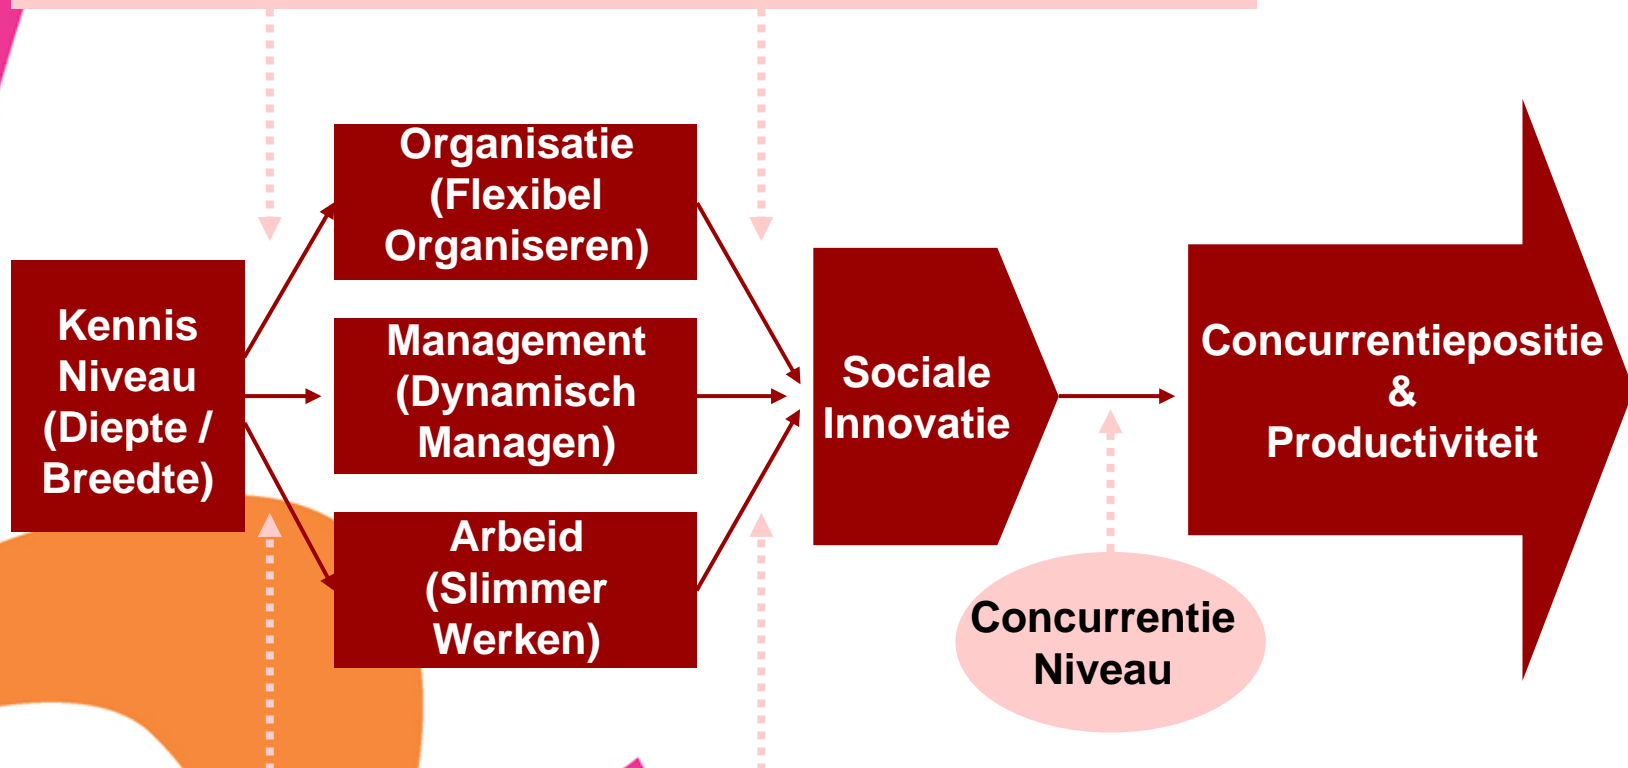 Organisatie
(Flexibel
Organiseren)
Kennis
Niveau
(Diepte /
Breedte)
Management
(Dynamisch
Managen)
Arbeid
(Slimmer
Werken)
Sociale
Innovatie
Concurrentiepositie
&
Productiviteit
Concurrentie
Niveau